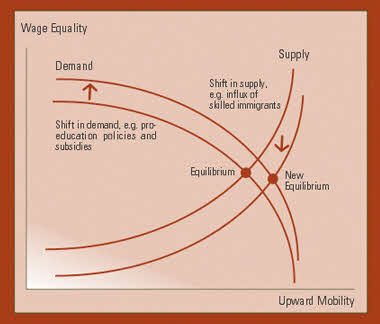 Wage Equality
Demand
Supply
Shift in supply,
e.g. influx of
skilled immigrants
Shift in demand, e.g. pro-
education policies and
subsidies
Equilibrium
New
Equilibrium
Upward Mobility